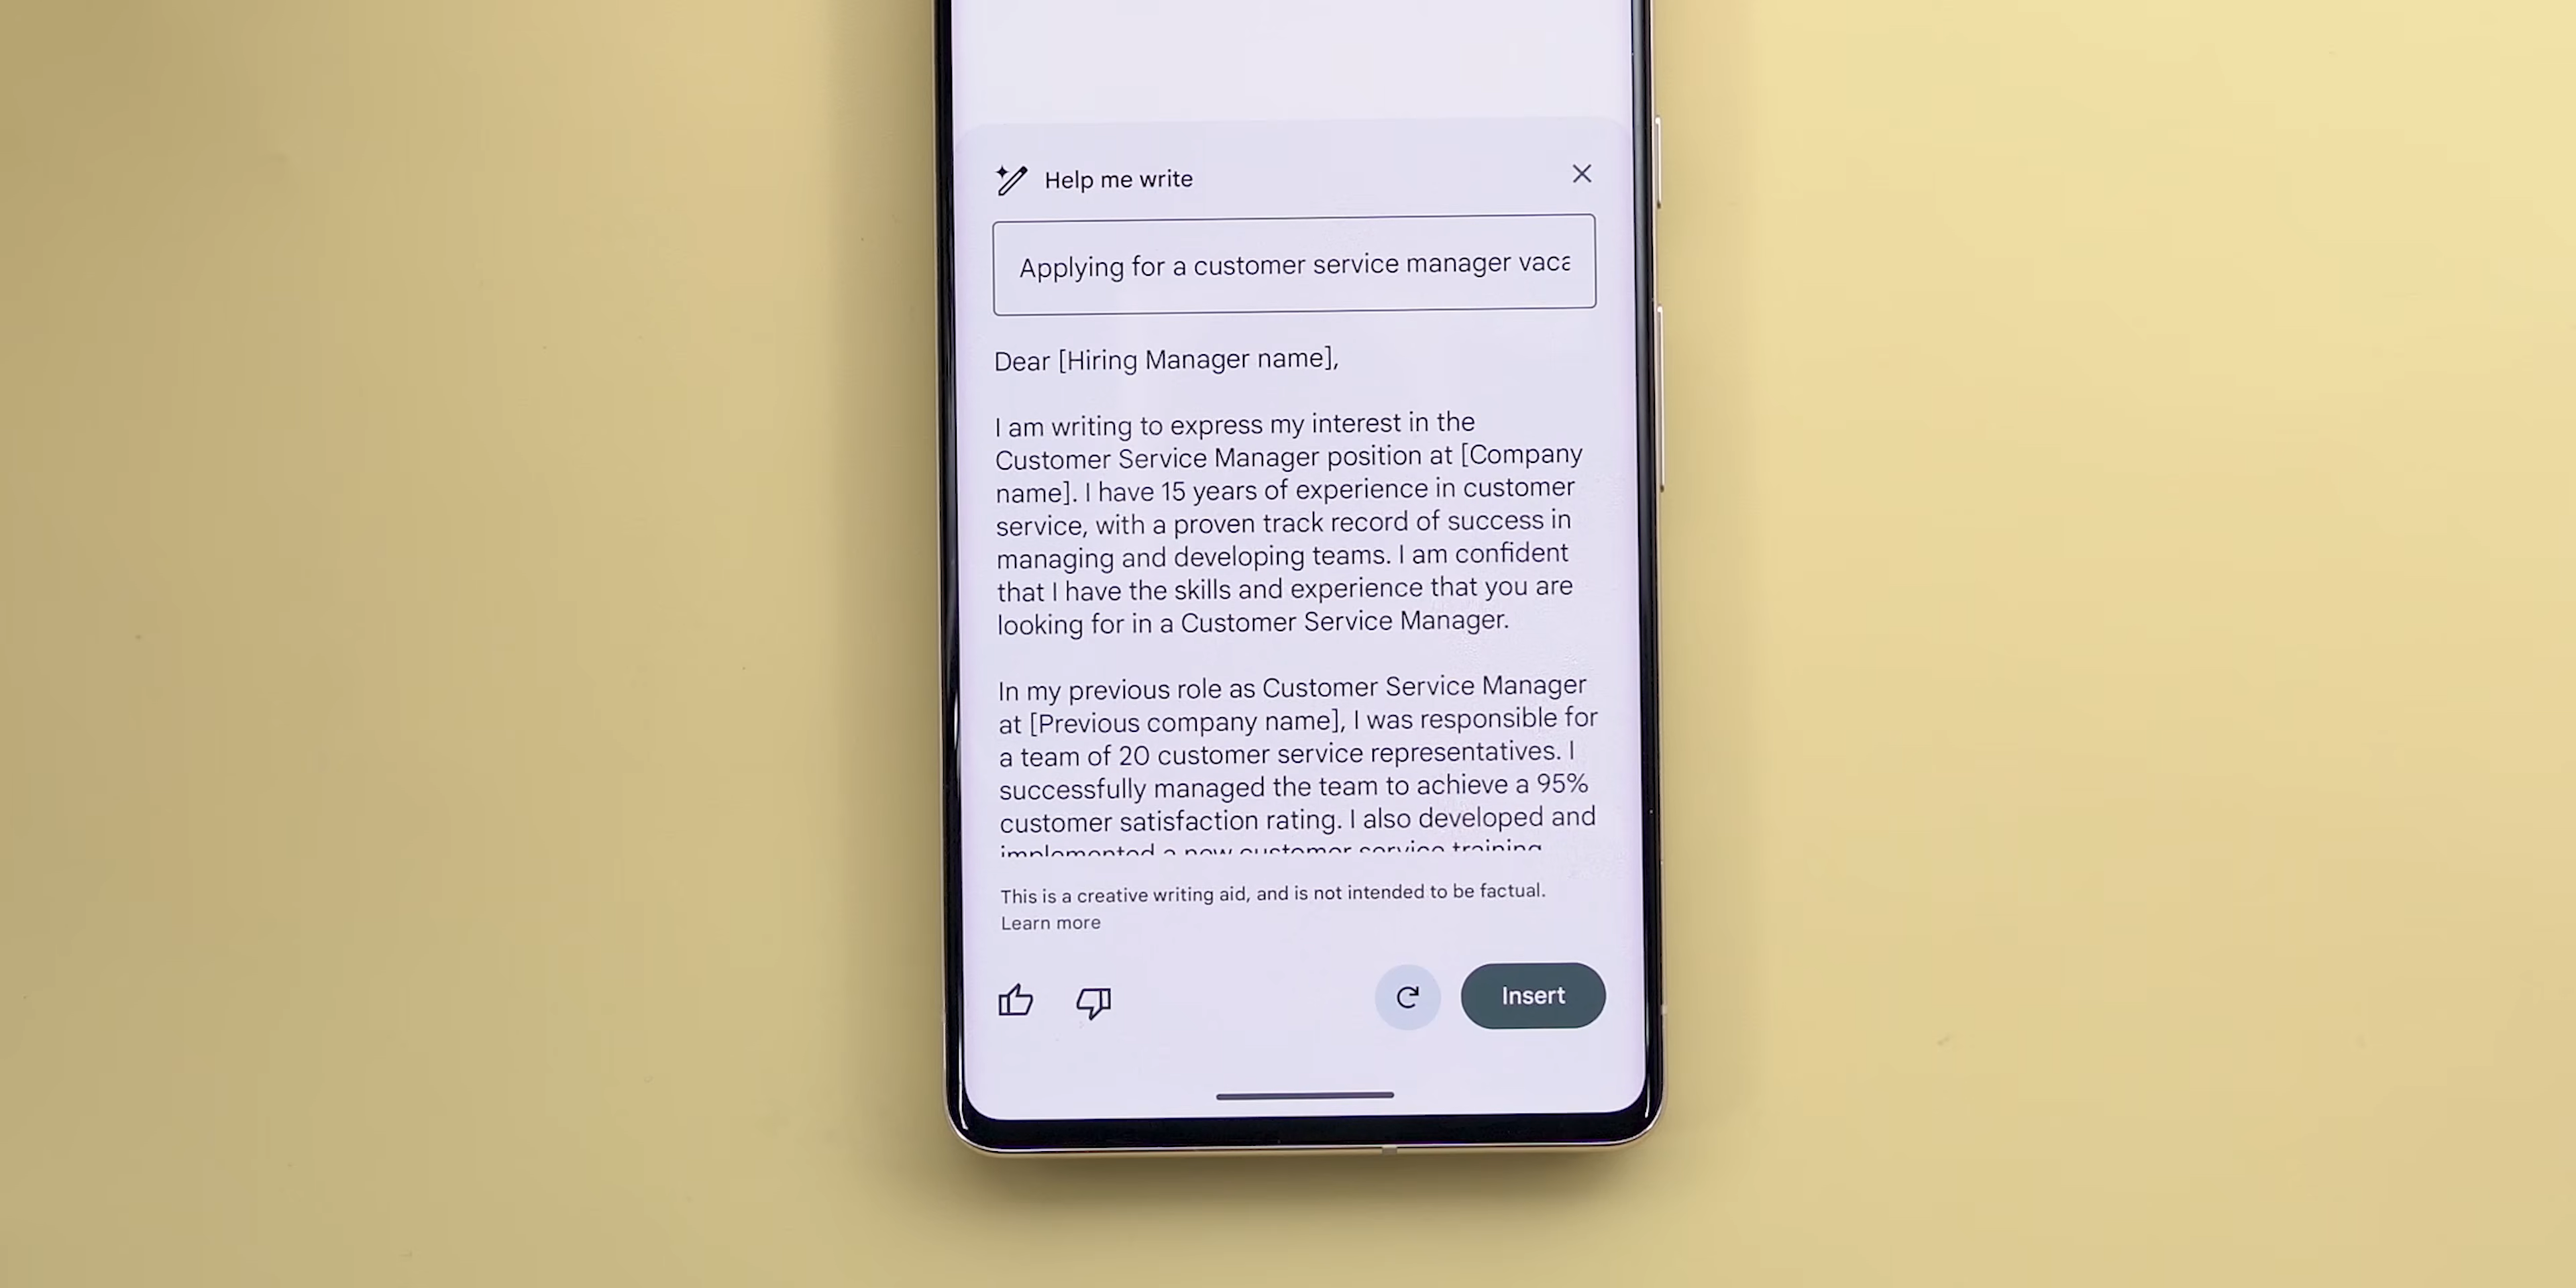 Help me write
Applying for a customer service manager
Dear [Hiring Manager name],
I am writing to express my interest in the
Customer Service Manager position at [Company
name]. I have 15 years of experience in customer
service, with a proven track record of success in
managing and developing teams. I am confident
that I have the skills and experience that you are
looking for in a Customer Service Manager.
In my previous role as Customer Service Manager
at [Previous company name], I was responsible for
a team of 20 customer service representatives. I
successfully managed the team to achieve a 95%
customer satisfaction rating. I also developed and
implemented a new customer service training
This is a creative writing aid, and is not intended to be factual.
Learn more
Insert